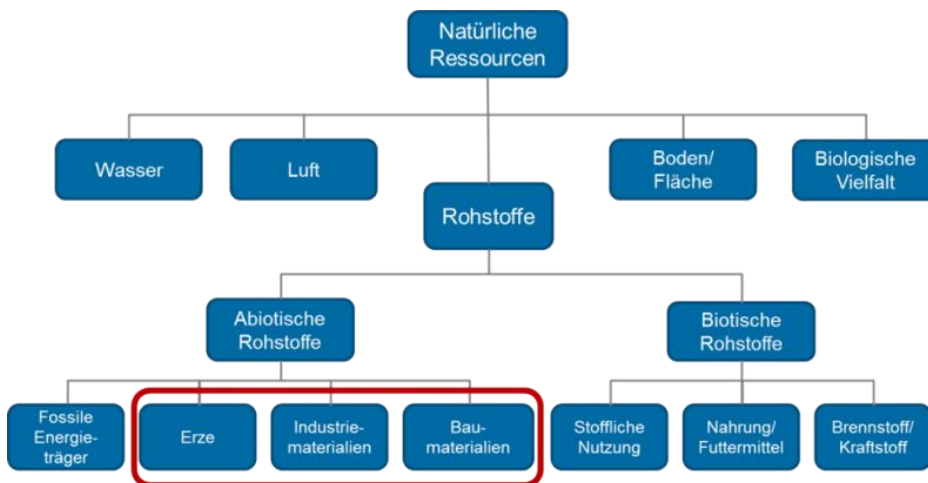 Natürliche
Ressourcen
Wasser
Luft
Boden/
Fläche
Biologische
Vielfalt
Rohstoffe
Abiotische
Rohstoffe
Biotische
Rohstoffe
Fossile
Energie-
träger
Erze
Industrie-
materialien
Bau-
materialien
Stoffliche
Nutzung
Nahrung/
Futtermittel
Brennstoff/
Kraftstoff